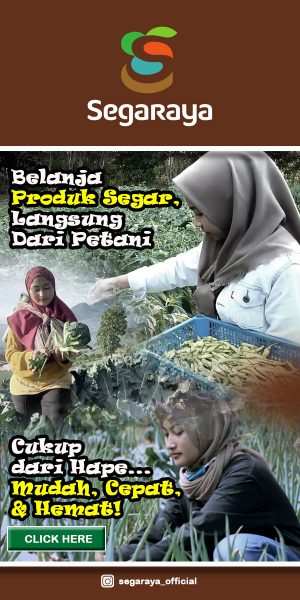 Segaraya
Belanja
Produk Segar,
Langsung
Dari Petani
Cukup
dari Hape...
Mudah, Cepat,
& Hemat!
CLICK HERE
segaraya_official